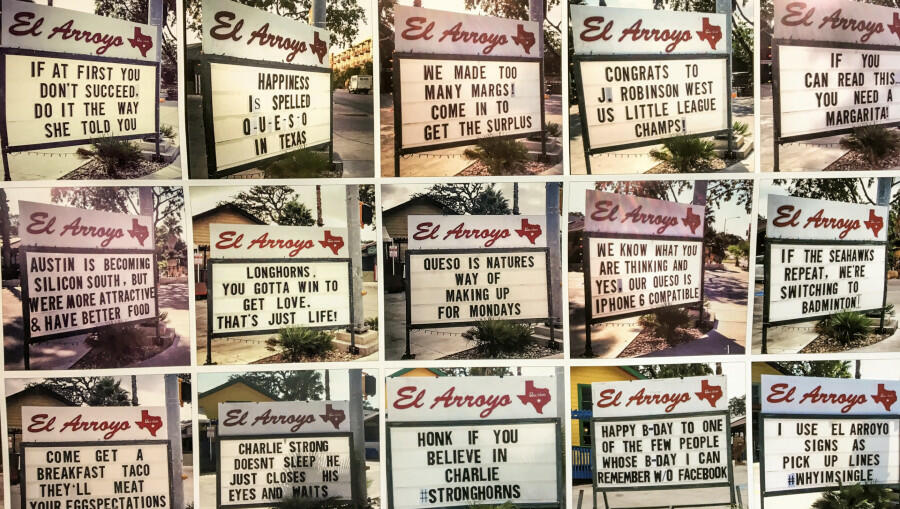 El Arroyo
IF AT FIRST YOU
DON'T SUCCEED,
DO IT THE WAY
SHE TOLD YOU
El Arroyo
HAPPINESS
IS SPELLED
Q-U-E-S-O
IN TEXAS
El Arroyo
WE MADE TOO
MANY MARGS!
COME IN TO
GET THE SURPLUS
El Arroyo
CONGRATS TO
J. ROBINSON WEST
US LITTLE LEAGUE
CHAMPS!
El Arroyo
IF YOU
CAN READ THIS
YOU NEED A
MARGARITA!
El Arroyo
AUSTIN IS BECOMING
SILICON SOUTH, BUT
WERE MORE ATTRACTIVE
& HAVE BETTER FOOD
El Arroyo
LONGHORNS,
YOU GOTTA WIN TO
GET LOVE.
THAT'S JUST LIFE!
El Arroyo
QUESO IS NATURES
WAY OF
MAKING UP
FOR MONDAYS
El Arroyo
WE KNOW WHAT YOU
ARE THINKING AND
YES, OUR QUESO IS
IPHONE 6 COMPATIBLE
El Arroyo
IF THE SEAHAWKS
REPEAT, WE'RE
SWITCHING TO
BADMINTON!
El Arroyo
COME GET A
BREAKFAST TACO
THEY'LL MEAT
YOUR EGGSPECTATIONS
El Arroyo
CHARLIE STRONG
DOESNT SLEEP HE
JUST CLOSES HIS
EYES AND WAITS
El Arroyo
HONK IF YOU
BELIEVE IN
CHARLIE
#STRONGHORNS
El Arroyo
HAPPY B-DAY TO ONE
OF THE FEW PEOPLE
WHOSE B-DAY I CAN
REMEMBER W/O FACEBOOK
El Arroyo
I USE EL ARROYO
SIGNS AS
PICK UP LINES
#WHYIMSINGLE